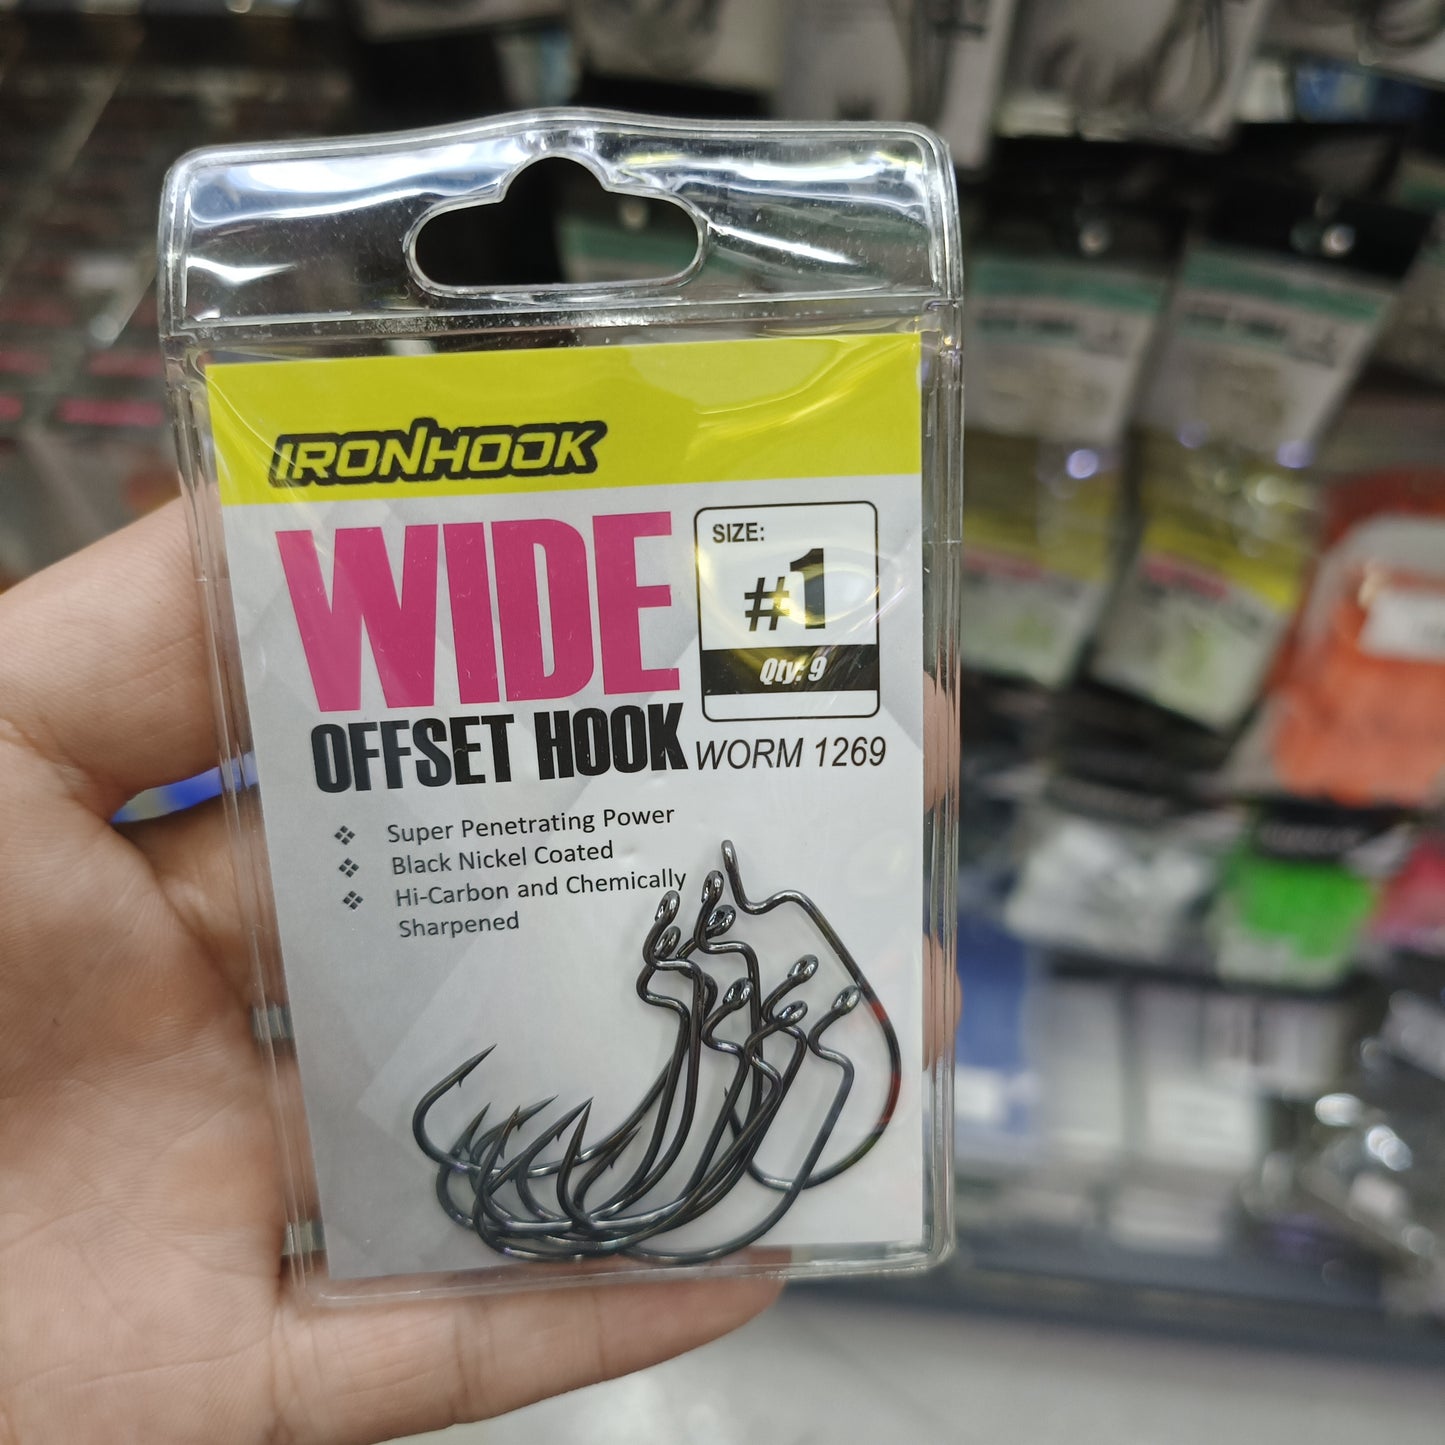 IRONHOOK
WIDE
OFFSET HOOK
SIZE:
#1
Qty: 9
WORM 1269
❖ Super Penetrating Power
❖ Black Nickel Coated
❖ Hi-Carbon and Chemically
Sharpened